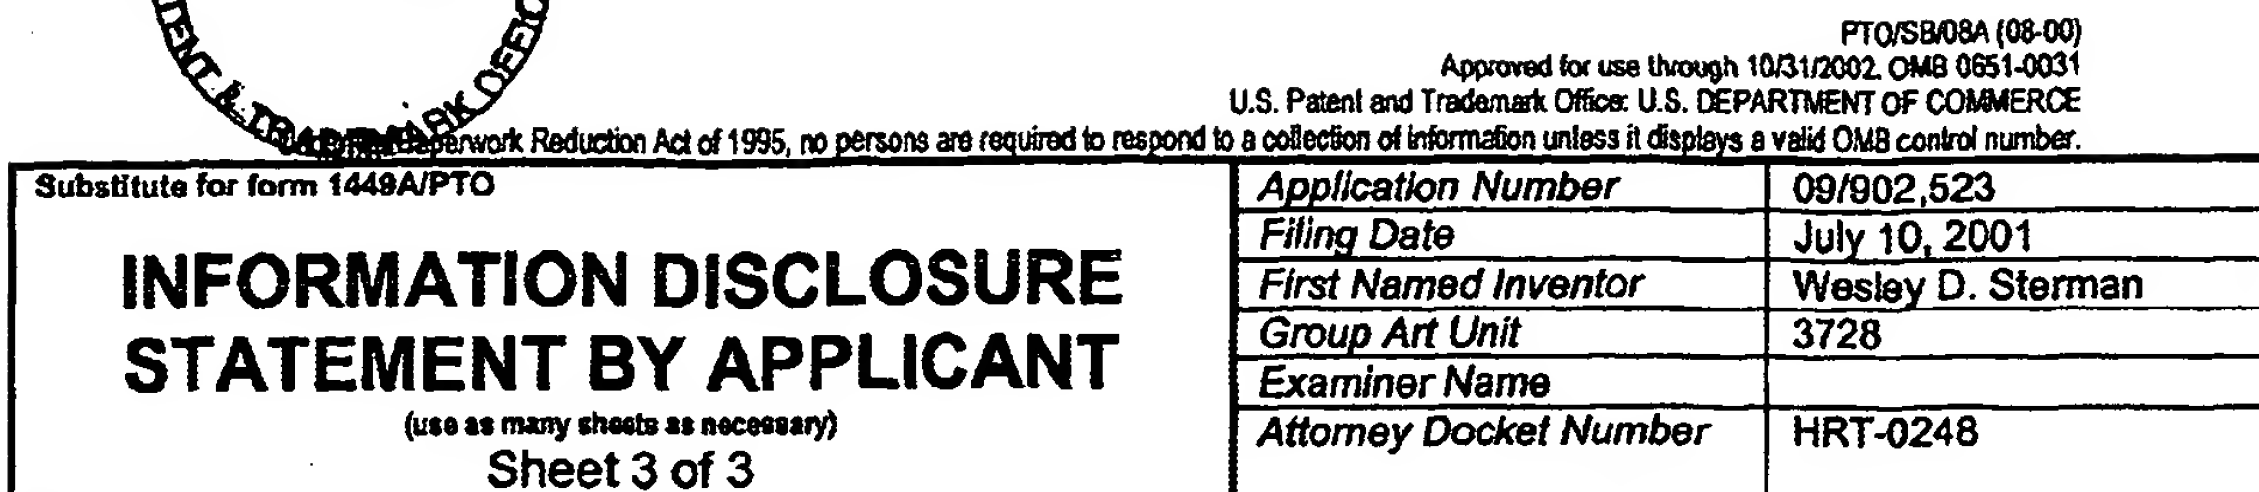 PTO/SB/08A (08-00)
Approved for use through 10/31/2002. OMB 0651-0031
U.S. Patent and Trademark Office: U.S. DEPARTMENT OF COMMERCE
Paperwork Reduction Act of 1995, no persons are required to respond to a collection of information unless it displays a valid OMB control number.
ENT & TRADEMARK OFFIC
Substitute for form 1449A/PTO
INFORMATION DISCLOSURE
STATEMENT BY APPLICANT
(use as many sheets as necessary)
Sheet 3 of 3
Application Number 09/902,523
Filing Date July 10, 2001
First Named Inventor Wesley D. Sterman
Group Art Unit 3728
Examiner Name
Attorney Docket Number HRT-0248